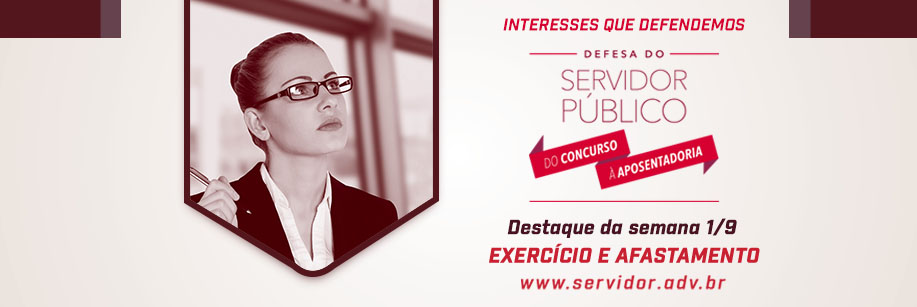 INTERESSES QUE DEFENDEMOS
DEFESA DO
SERVIDOR
PÚBLICO
DO CONCURSO
À APOSENTADORIA
Destaque da semana 1/9
EXERCÍCIO E AFASTAMENTO
www.servidor.adv.br